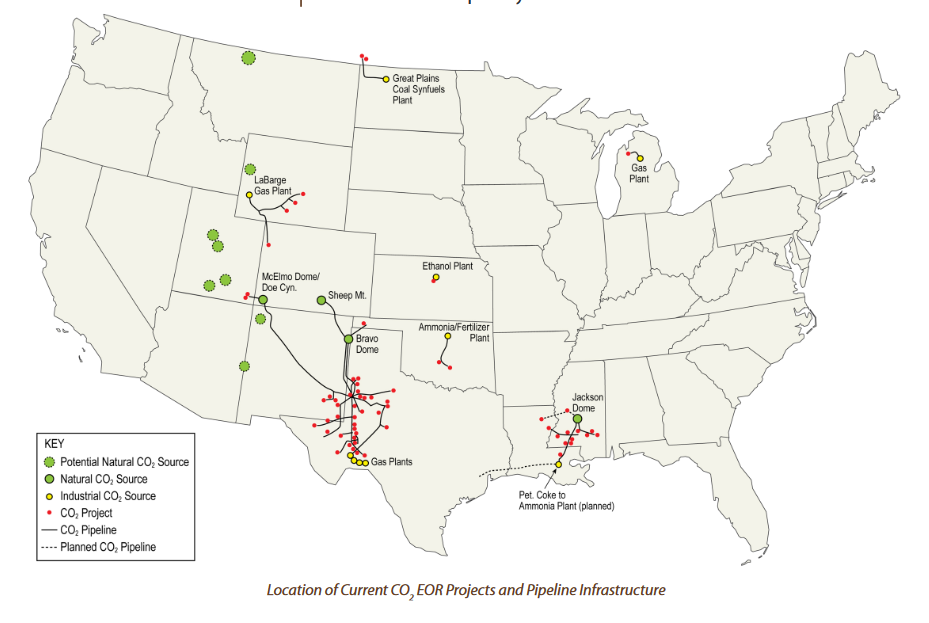 Great Plains
Coal Synfuels
Plant
Gas
Plant
LaBarge
Gas Plant
McElmo Dome/
Doe Cyn.
Sheep Mt.
Ethanol Plant
Ammonia/Fertilizer
Plant
Bravo
Dome
Jackson
Dome
Gas Plants
Pet. Coke to
Ammonia Plant (planned)
KEY
Potential Natural CO₂ Source
Natural CO₂ Source
Industrial CO₂ Source
CO₂ Project
CO₂ Pipeline
Planned CO₂ Pipeline
Location of Current CO₂ EOR Projects and Pipeline Infrastructure